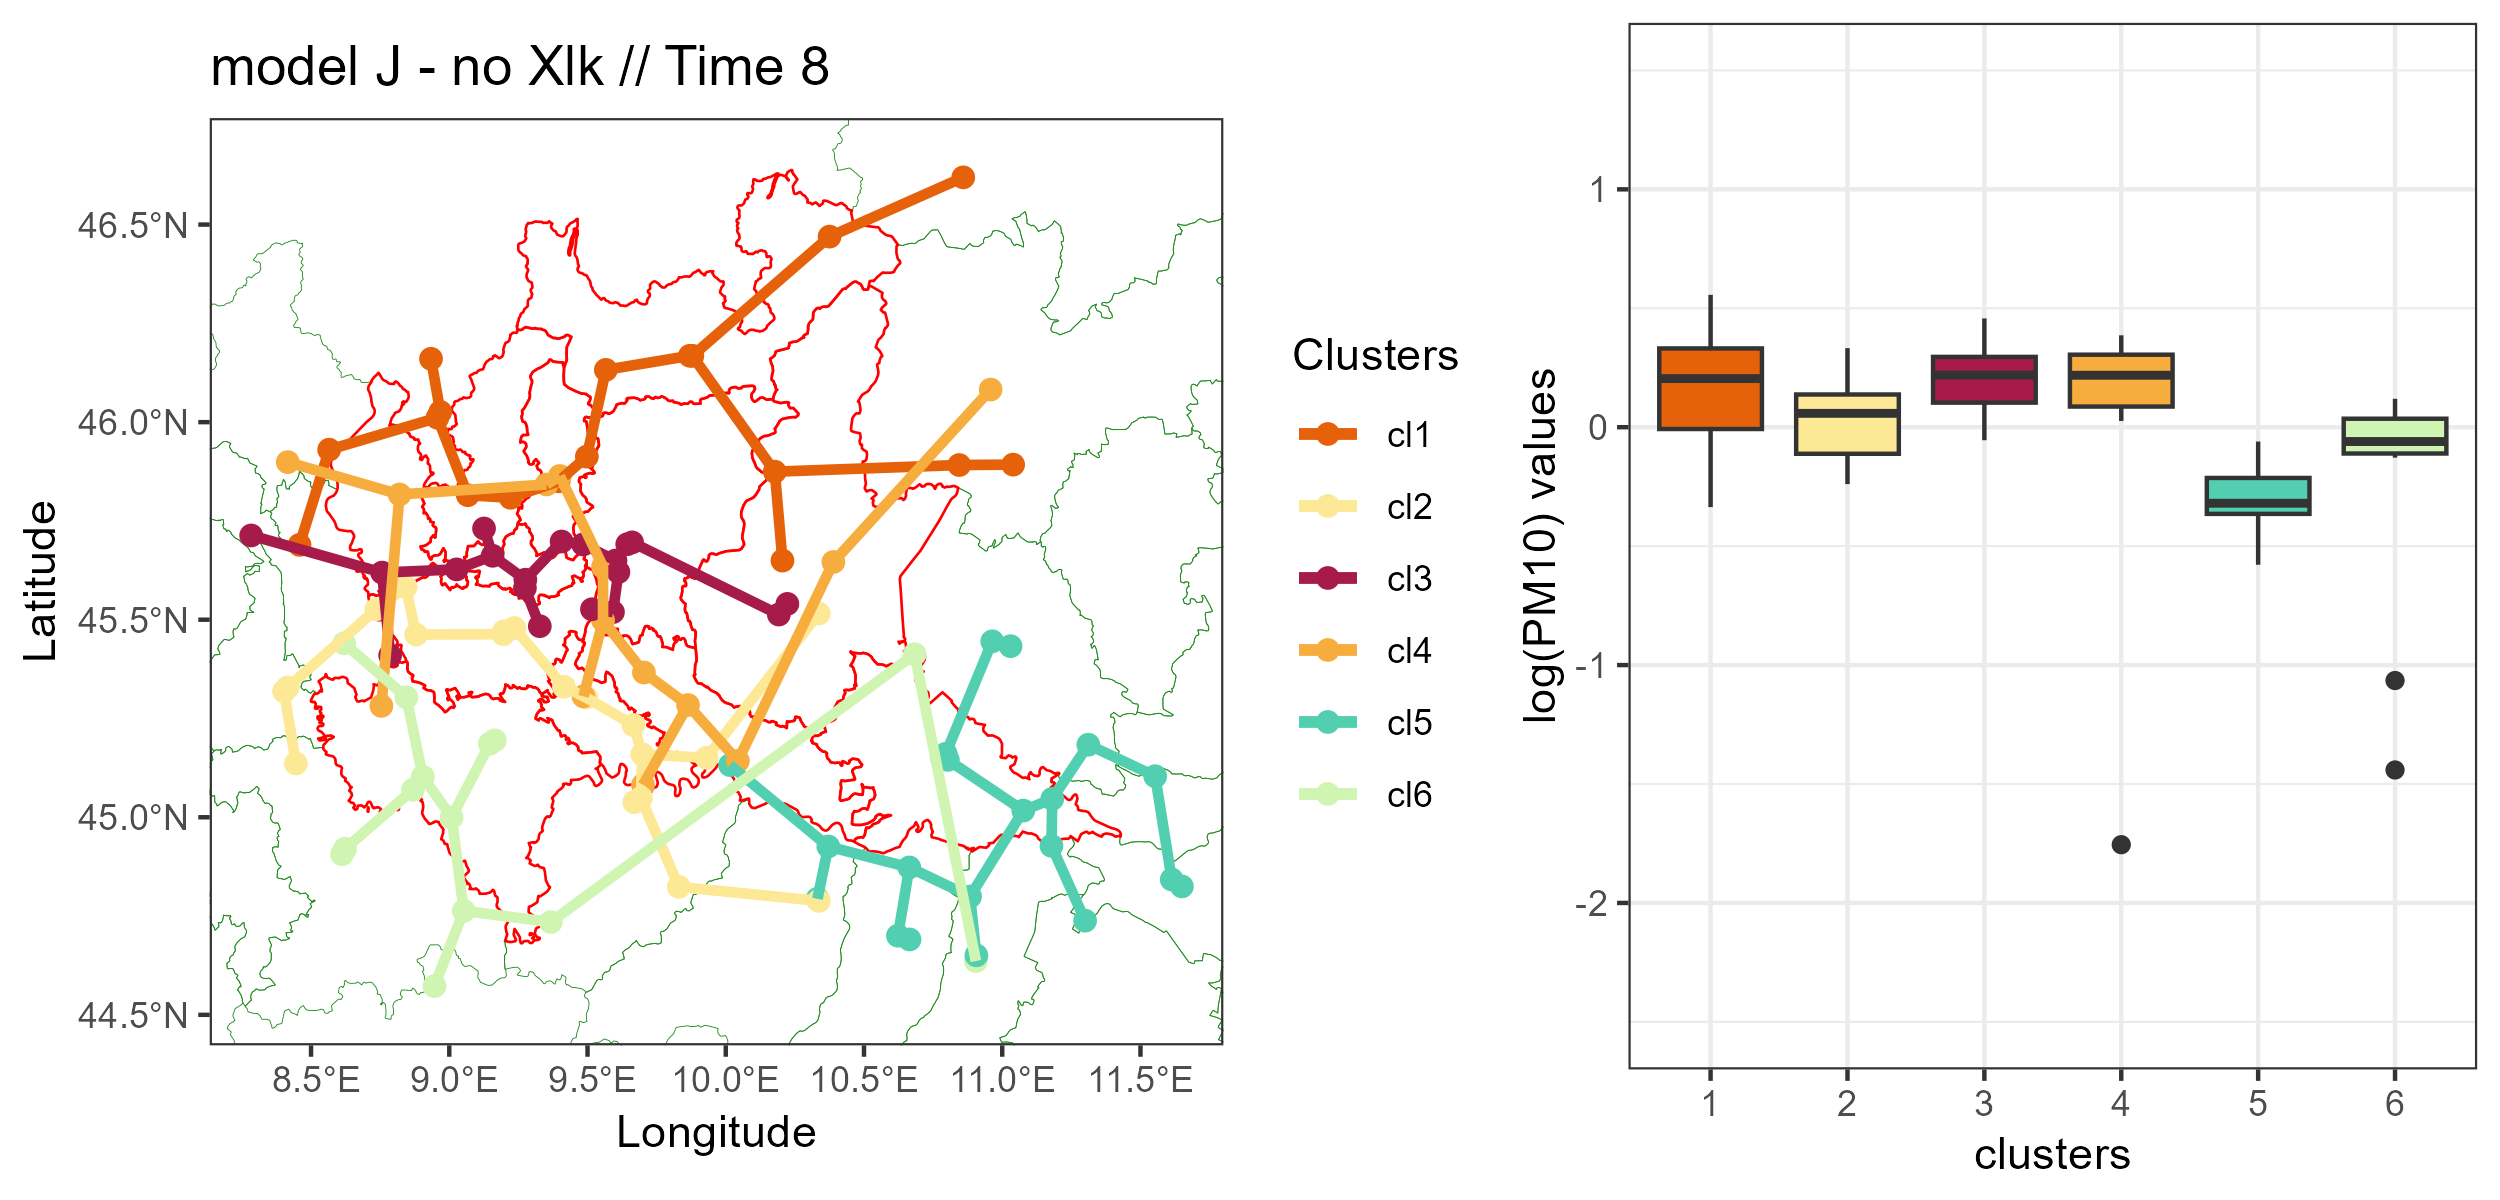 model J - no Xlk // Time 8
Latitude
46.5°N
46.0°N
45.5°N
45.0°N
44.5°N
8.5°E 9.0°E 9.5°E 10.0°E 10.5°E 11.0°E 11.5°E
Longitude
Clusters
cl1
cl2
cl3
cl4
cl5
cl6
log(PM10) values
1
0
-1
-2
1 2 3 4 5 6
clusters